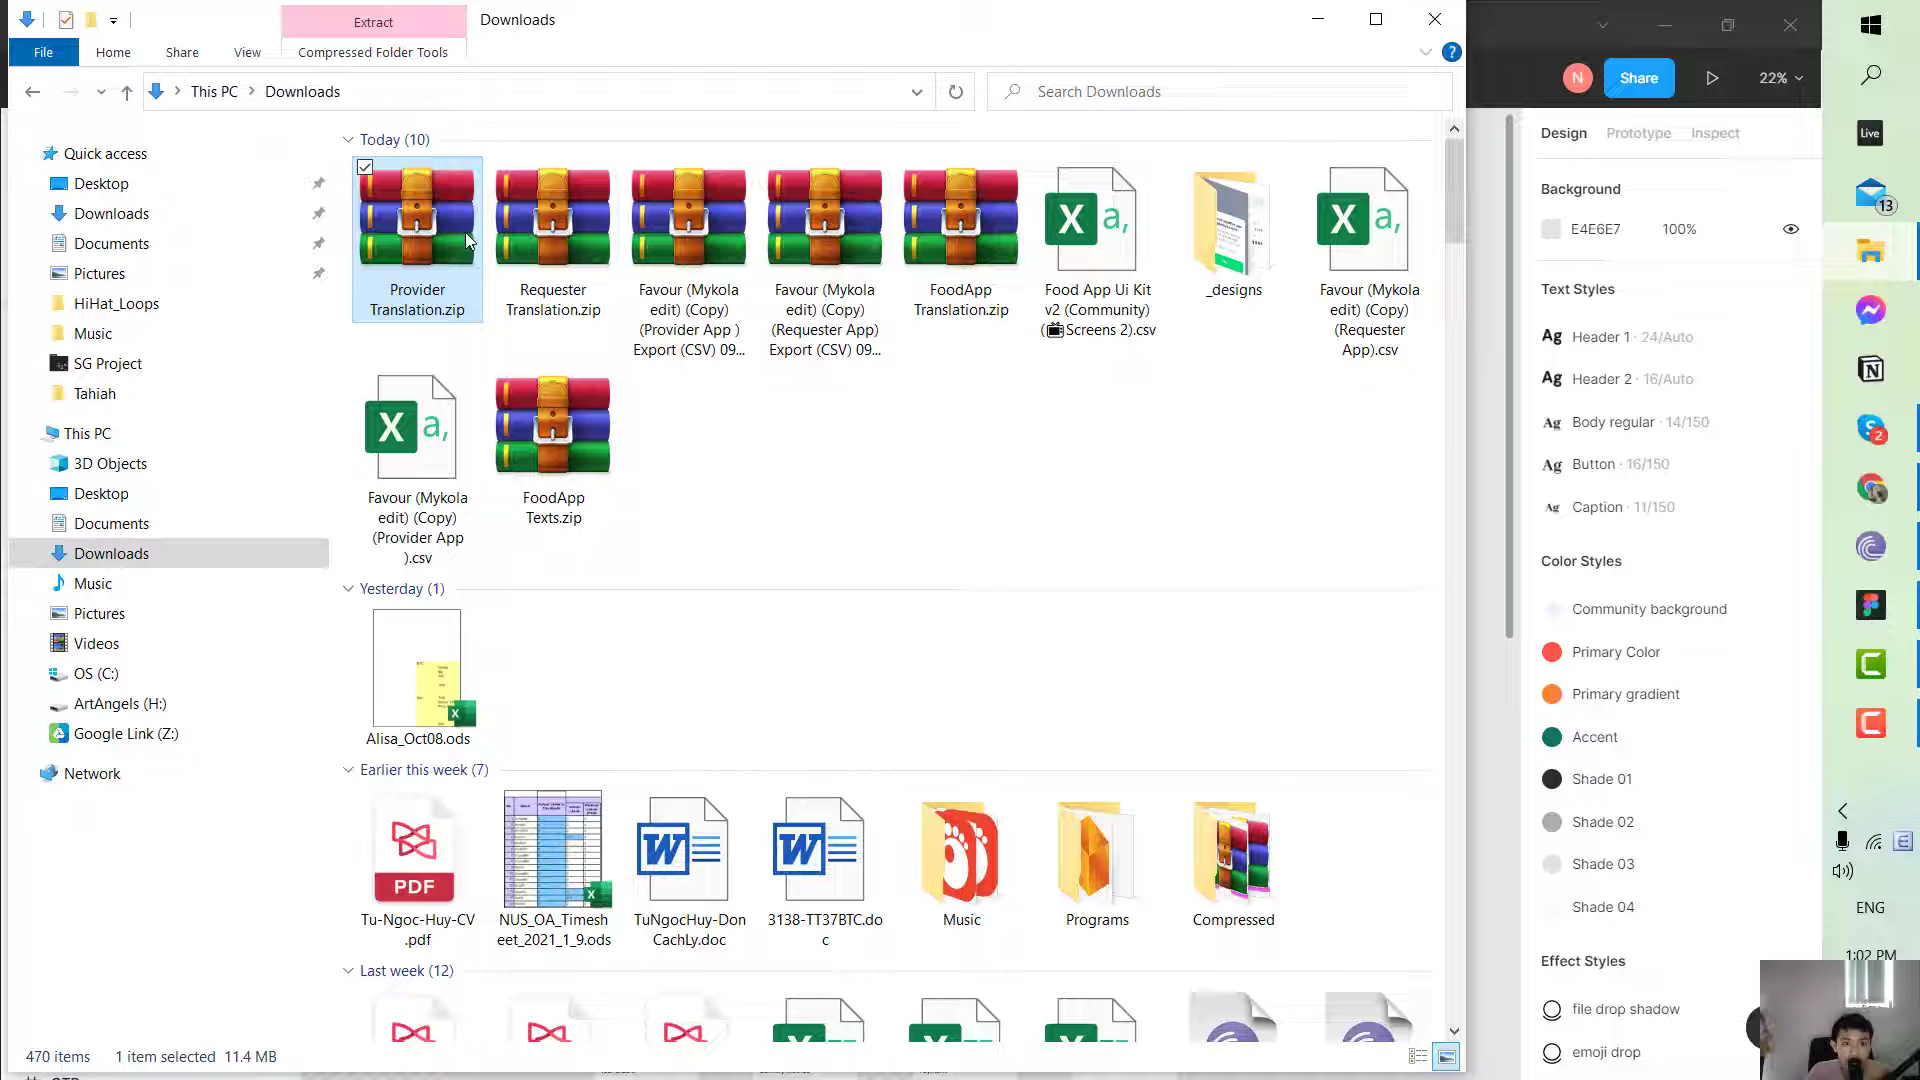 Extract
Downloads
File
Home
Share
View
Compressed Folder Tools
This PC
Downloads
Search Downloads
Quick access
Desktop
Downloads
Documents
Pictures
HiHat_Loops
Music
SG Project
Tahiah
This PC
3D Objects
Desktop
Documents
Downloads
Music
Pictures
Videos
OS (C:)
ArtAngels (H:)
Google Link (Z:)
Network
Today (10)
Provider
Translation.zip
Requester
Translation.zip
Favour (Mykola
edit) (Copy)
(Provider App )
Export (CSV) 09...
Favour (Mykola
edit) (Copy)
(Requester App)
Export (CSV) 09...
FoodApp
Translation.zip
Food App Ui Kit
v2 (Community)
(📺Screens 2).csv
_designs
Favour (Mykola
edit) (Copy)
(Requester
App).csv
Favour (Mykola
edit) (Copy)
(Provider App
).csv
FoodApp
Texts.zip
Yesterday (1)
Alisa_Oct08.ods
Earlier this week (7)
PDF
Tu-Ngoc-Huy-CV
.pdf
NUS_OA_Timesh
eet_2021_1_9.ods
TuNgocHuy-Don
CachLy.doc
3138-TT37BTC.do
c
Music
Programs
Compressed
Last week (12)
470 items
1 item selected 11.4 MB
N
Share
22%
Design
Prototype
Inspect
Background
E4E6E7
100%
Text Styles
Ag Header 1 · 24/Auto
Ag Header 2 · 16/Auto
Ag Body regular · 14/150
Ag Button · 16/150
Ag Caption · 11/150
Color Styles
Community background
Primary Color
Primary gradient
Accent
Shade 01
Shade 02
Shade 03
Shade 04
Effect Styles
file drop shadow
emoji drop
Live
13
2
ENG
1:02 PM